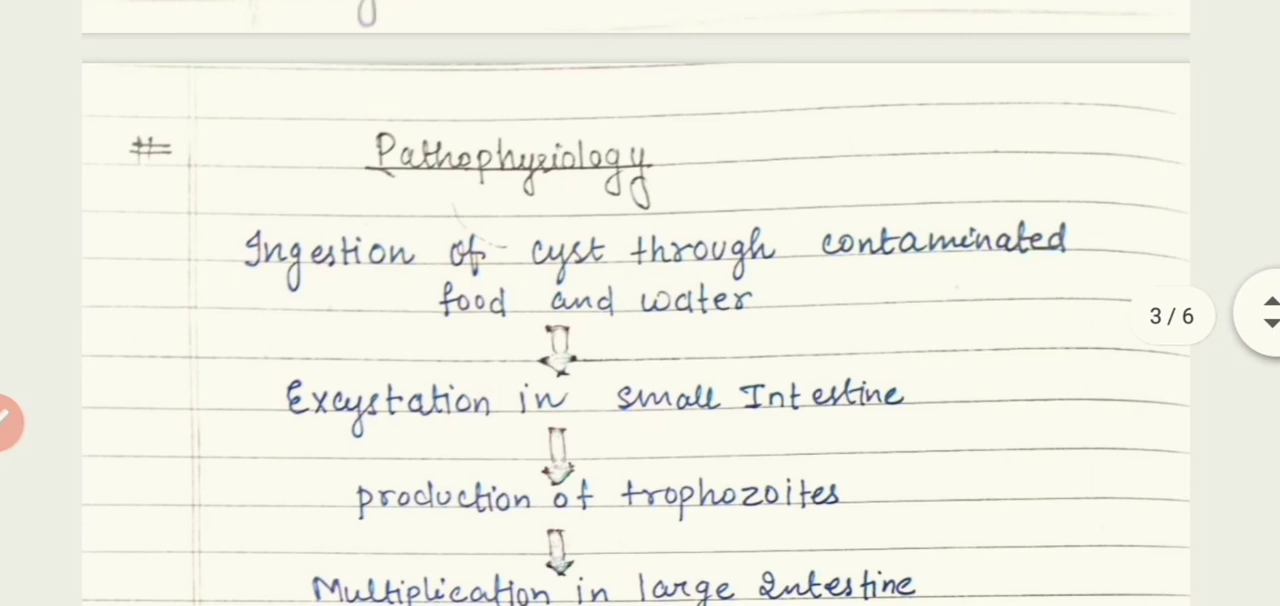 # Pathophysiology
Ingestion of cyst through contaminated
food and water
3 / 6
Excystation in small Intestine
production of trophozoites
Multiplication in large Intestine